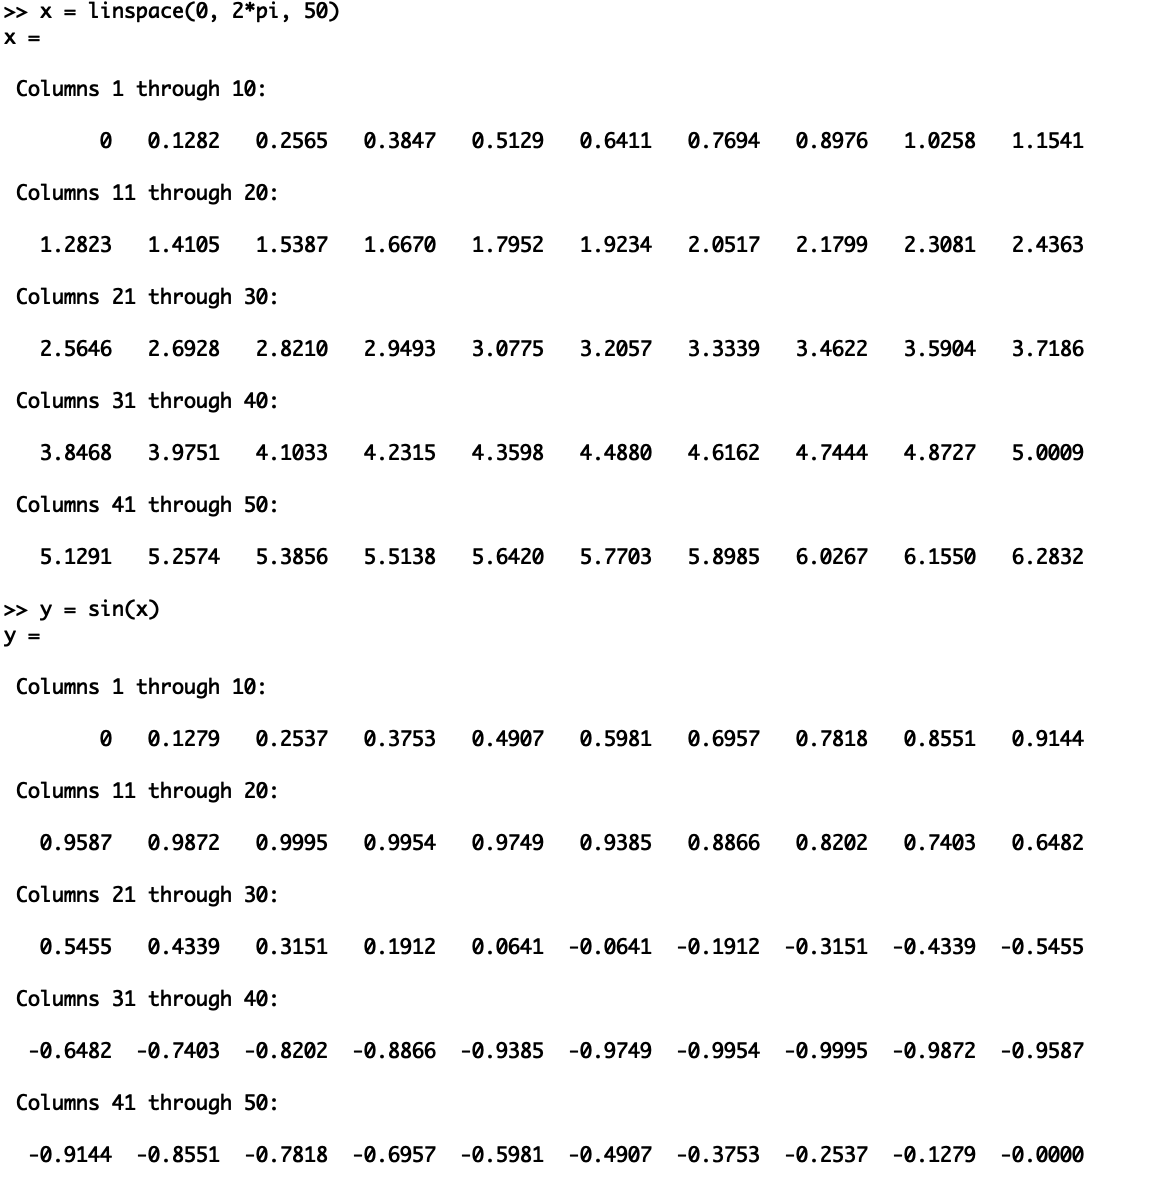 >> x = linspace(0, 2*pi, 50)
x =
Columns 1 through 10:
0 0.1282 0.2565 0.3847 0.5129 0.6411 0.7694 0.8976 1.0258 1.1541
Columns 11 through 20:
1.2823 1.4105 1.5387 1.6670 1.7952 1.9234 2.0517 2.1799 2.3081 2.4363
Columns 21 through 30:
2.5646 2.6928 2.8210 2.9493 3.0775 3.2057 3.3339 3.4622 3.5904 3.7186
Columns 31 through 40:
3.8468 3.9751 4.1033 4.2315 4.3598 4.4880 4.6162 4.7444 4.8727 5.0009
Columns 41 through 50:
5.1291 5.2574 5.3856 5.5138 5.6420 5.7703 5.8985 6.0267 6.1550 6.2832
>> y = sin(x)
y =
Columns 1 through 10:
0 0.1279 0.2537 0.3753 0.4907 0.5981 0.6957 0.7818 0.8551 0.9144
Columns 11 through 20:
0.9587 0.9872 0.9995 0.9954 0.9749 0.9385 0.8866 0.8202 0.7403 0.6482
Columns 21 through 30:
0.5455 0.4339 0.3151 0.1912 0.0641 -0.0641 -0.1912 -0.3151 -0.4339 -0.5455
Columns 31 through 40:
-0.6482 -0.7403 -0.8202 -0.8866 -0.9385 -0.9749 -0.9954 -0.9995 -0.9872 -0.9587
Columns 41 through 50:
-0.9144 -0.8551 -0.7818 -0.6957 -0.5981 -0.4907 -0.3753 -0.2537 -0.1279 -0.0000